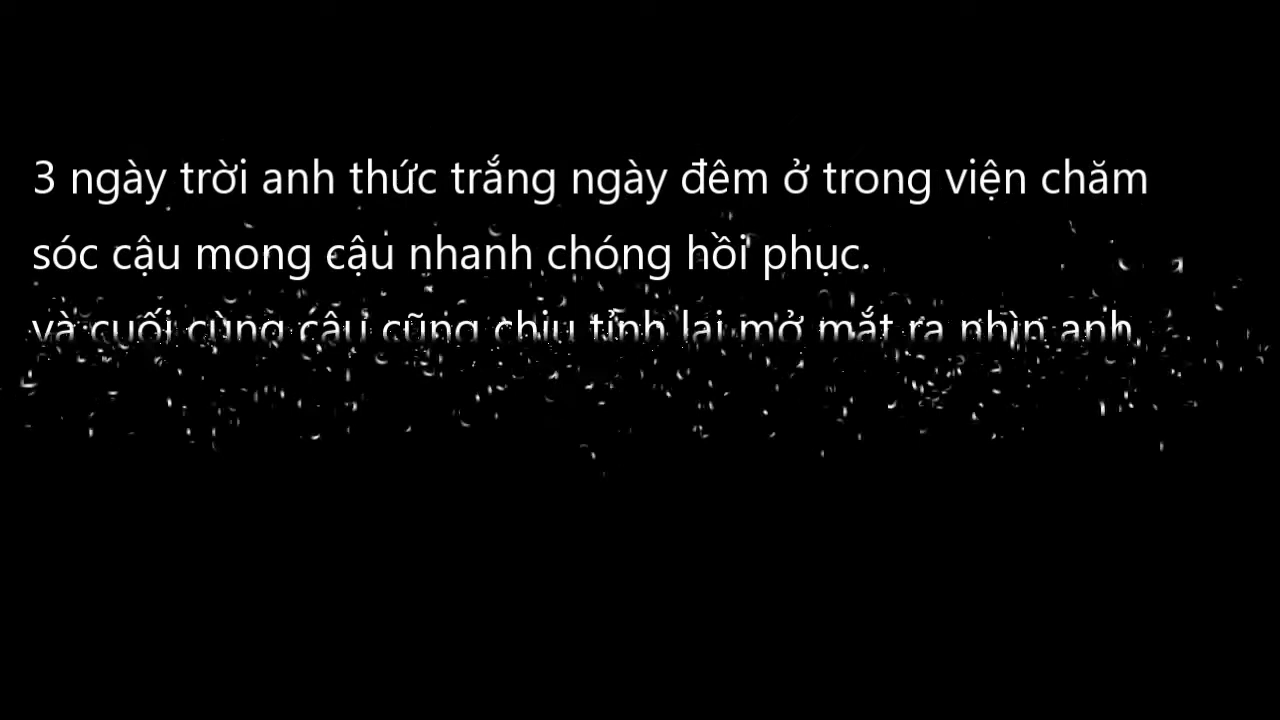 3 ngày trời anh thức trắng ngày đêm ở trong viện chăm
sóc cậu mong cậu nhanh chóng hồi phục.
và cuối cùng cậu cũng chịu tỉnh lại mở mắt ra nhìn anh.